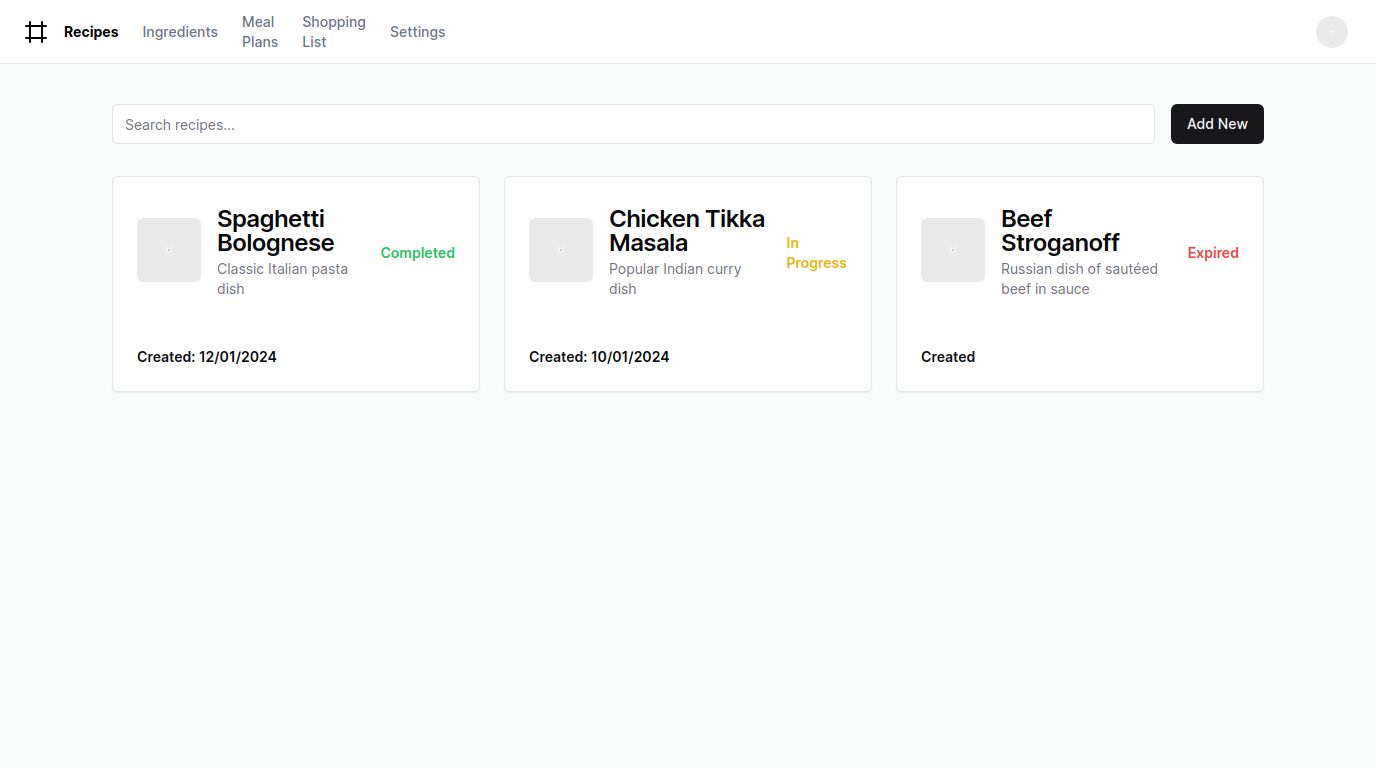 Recipes
Ingredients
Meal
Plans
Shopping
List
Settings
Search recipes...
Add New
Spaghetti
Bolognese
Classic Italian pasta
dish
Completed
Created: 12/01/2024
Chicken Tikka
Masala
Popular Indian curry
dish
In
Progress
Created: 10/01/2024
Beef
Stroganoff
Russian dish of sautéed
beef in sauce
Expired
Created